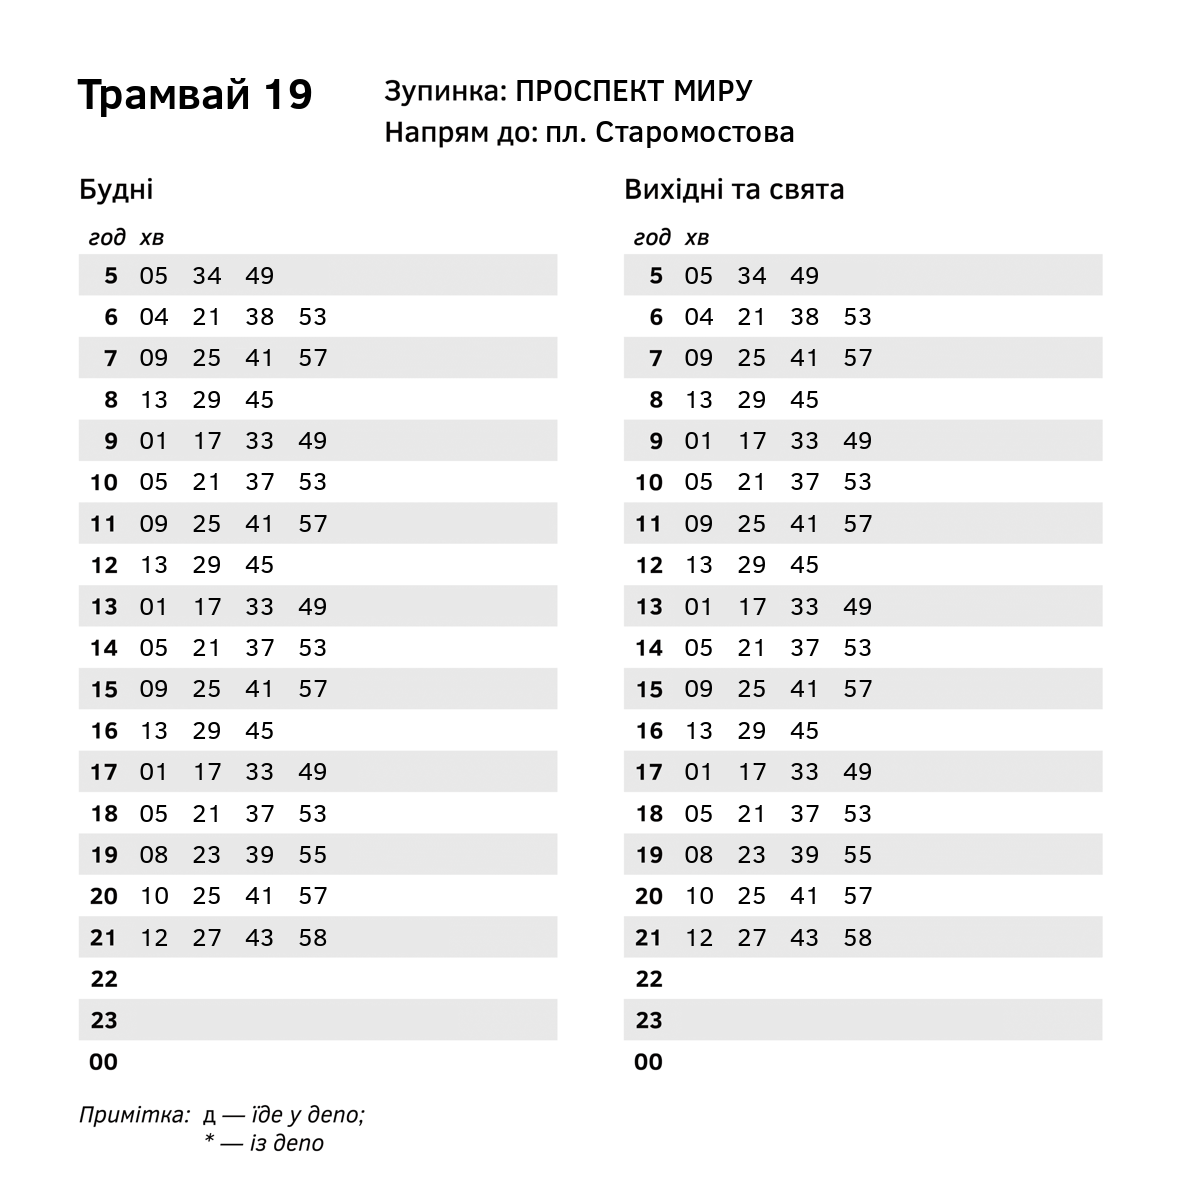 Трамвай 19
Зупинка: ПРОСПЕКТ МИРУ
Напрям до: пл. Старомостова
Будні
год хв
5 05 34 49
6 04 21 38 53
7 09 25 41 57
8 13 29 45
9 01 17 33 49
10 05 21 37 53
11 09 25 41 57
12 13 29 45
13 01 17 33 49
14 05 21 37 53
15 09 25 41 57
16 13 29 45
17 01 17 33 49
18 05 21 37 53
19 08 23 39 55
20 10 25 41 57
21 12 27 43 58
22
23
00
Вихідні та свята
год хв
5 05 34 49
6 04 21 38 53
7 09 25 41 57
8 13 29 45
9 01 17 33 49
10 05 21 37 53
11 09 25 41 57
12 13 29 45
13 01 17 33 49
14 05 21 37 53
15 09 25 41 57
16 13 29 45
17 01 17 33 49
18 05 21 37 53
19 08 23 39 55
20 10 25 41 57
21 12 27 43 58
22
23
00
Примітка: д — їде у депо;
* — із депо